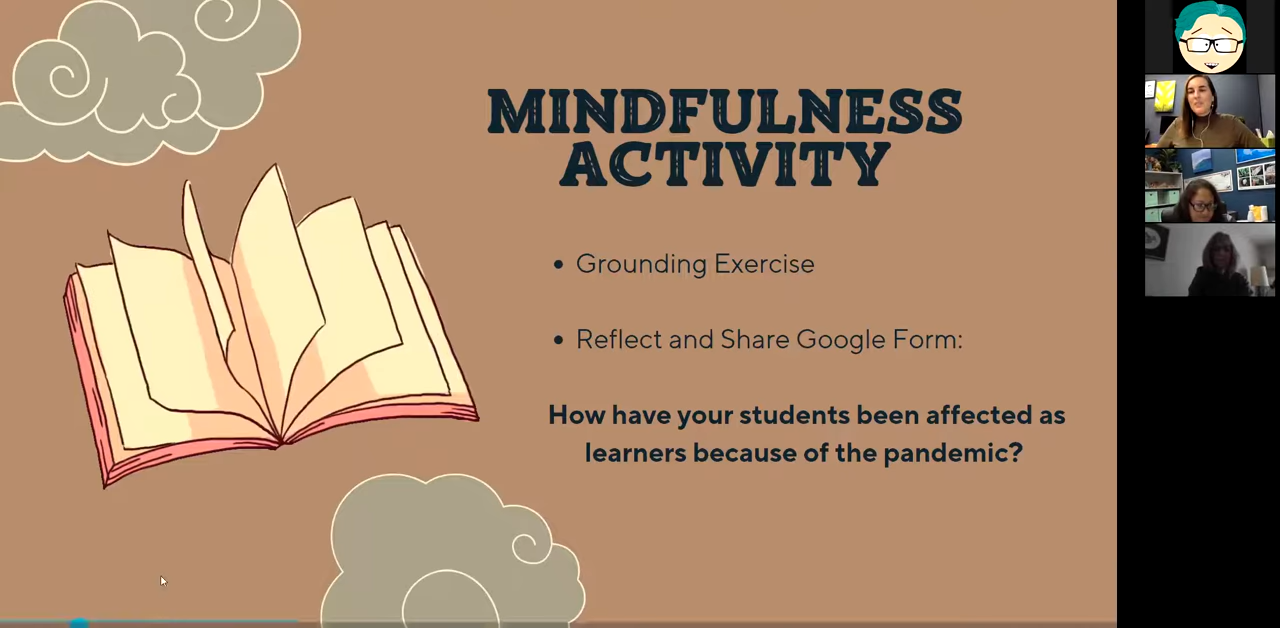 MINDFULNESS
ACTIVITY
• Grounding Exercise
• Reflect and Share Google Form:
How have your students been affected as
learners because of the pandemic?